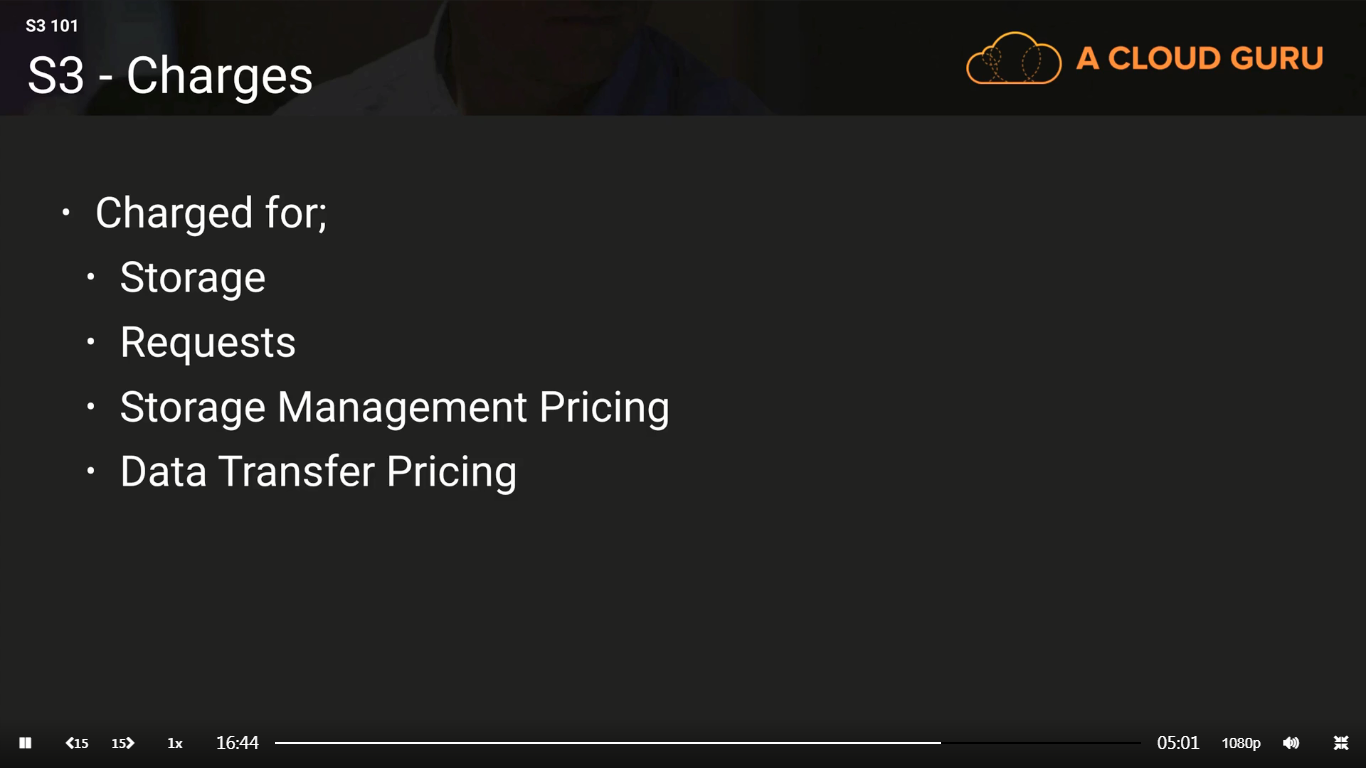 S3 101
S3 - Charges
A CLOUD GURU
• Charged for;
• Storage
• Requests
• Storage Management Pricing
• Data Transfer Pricing
15 15 1x 16:44 05:01 1080p